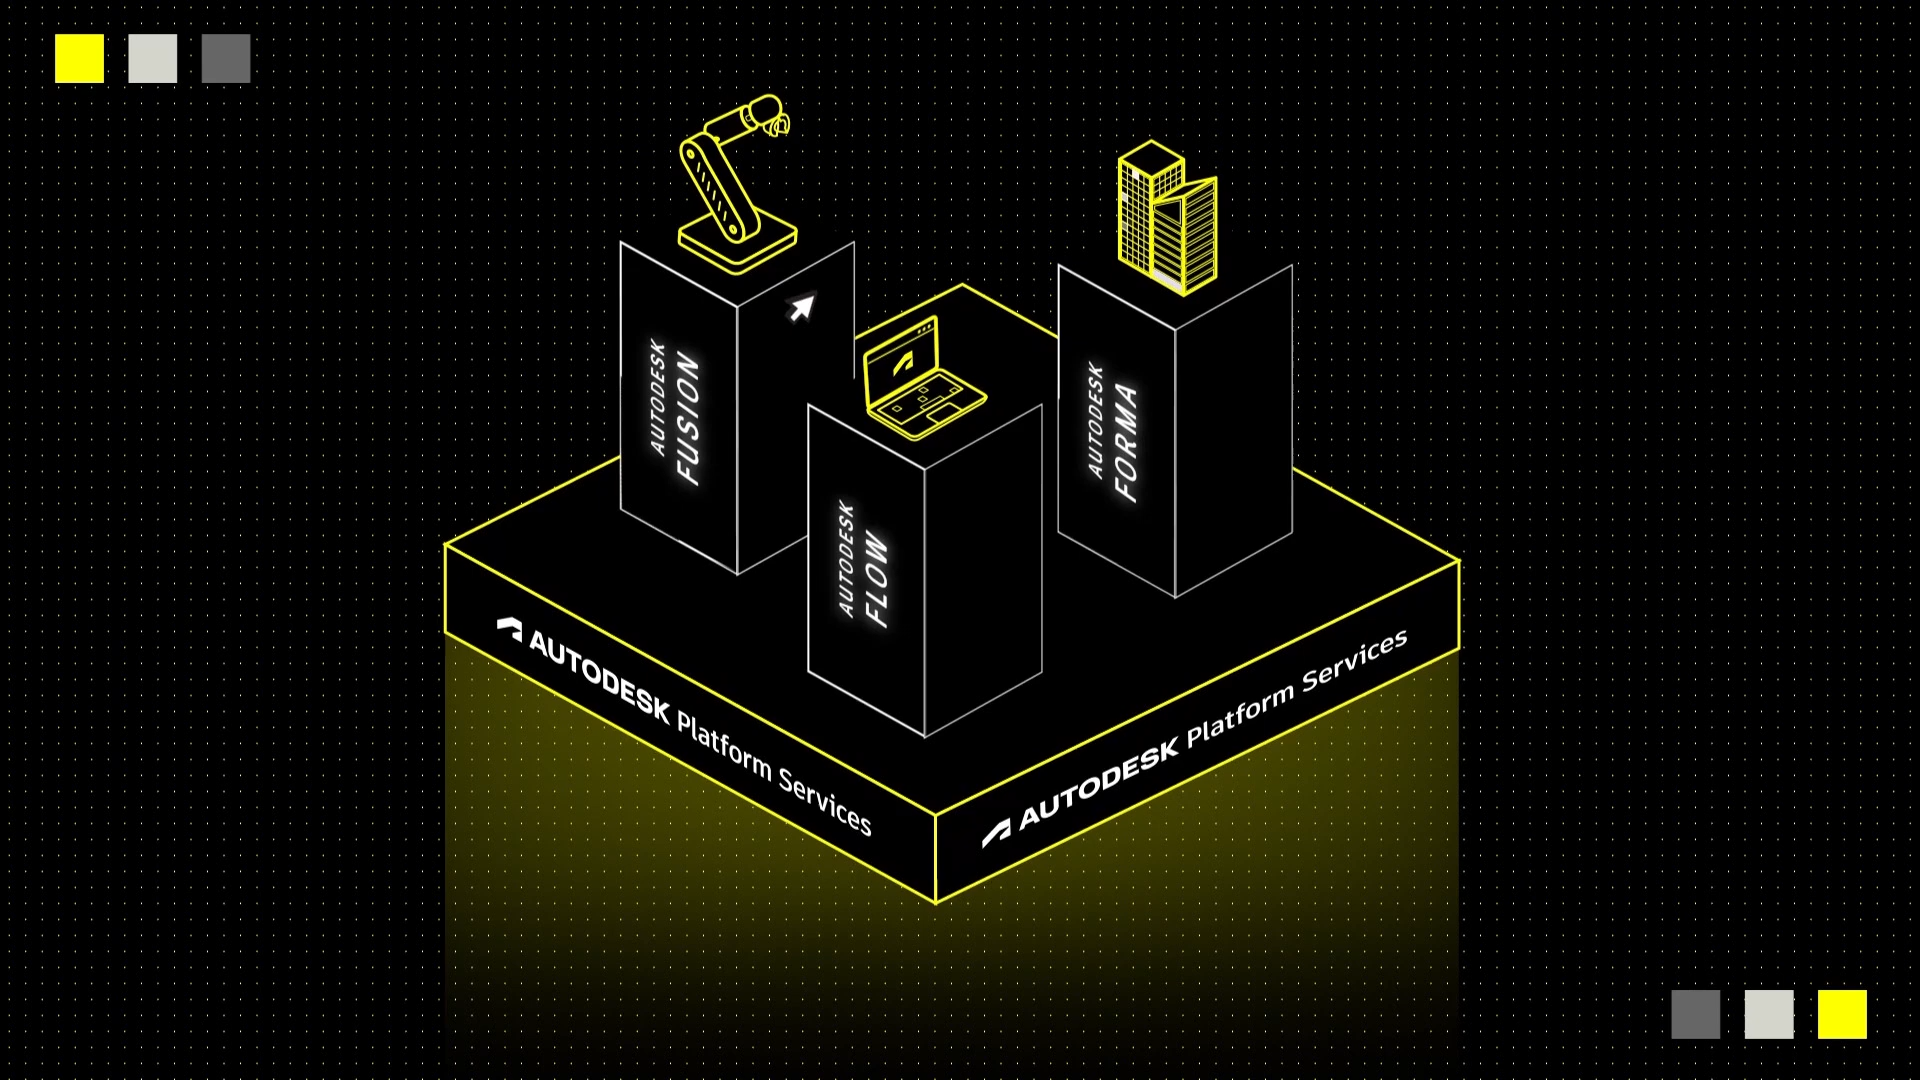 AUTODESK
FUSION
AUTODESK
FLOW
AUTODESK
FORMA
AUTODESK Platform Services
AUTODESK Platform Services